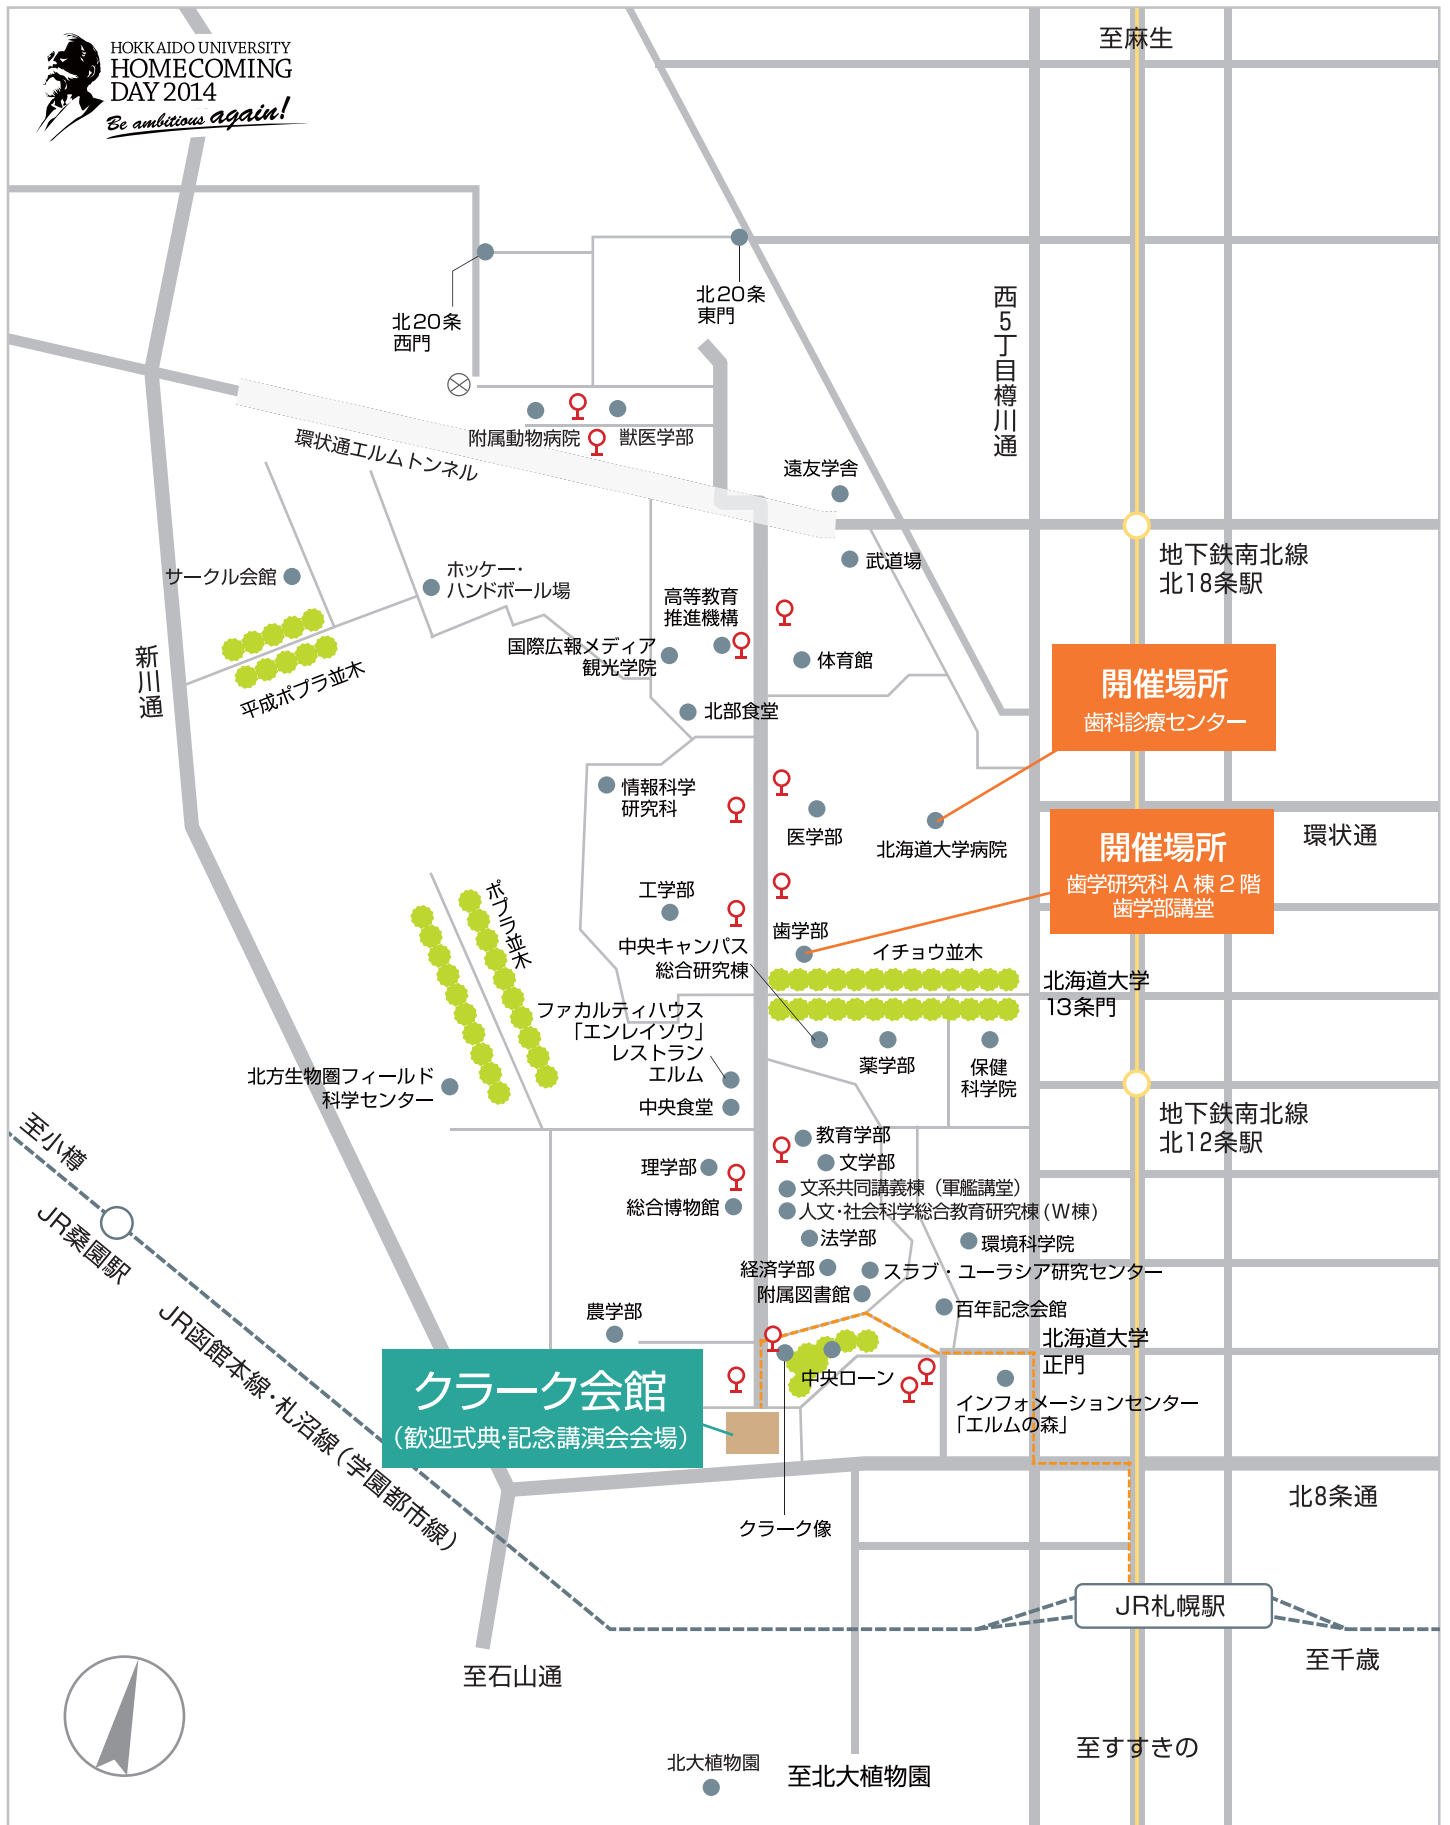 HOKKAIDO UNIVERSITY
HOMECOMING
DAY 2014
Be ambitious again!
至麻生
北20条
西門
北20条
東門
西5丁目樽川通
環状通エルムトンネル
附属動物病院
獣医学部
遠友学舎
武道場
地下鉄南北線
北18条駅
サークル会館
ホッケー・
ハンドボール場
高等教育
推進機構
国際広報メディア
観光学院
体育館
新川通
平成ポプラ並木
北部食堂
開催場所
歯科診療センター
情報科学
研究科
医学部
北海道大学病院
環状通
開催場所
歯学研究科 A 棟 2 階
歯学部講堂
工学部
ポプラ並木
歯学部
中央キャンパス
総合研究棟
イチョウ並木
北海道大学
13条門
ファカルティハウス
「エンレイソウ」
レストラン
エルム
薬学部
保健
科学院
北方生物圏フィールド
科学センター
中央食堂
地下鉄南北線
北12条駅
至小樽
教育学部
文学部
理学部
文系共同講義棟（軍艦講堂）
総合博物館
人文・社会科学総合教育研究棟(W棟)
JR桑園駅
法学部
環境科学院
経済学部
スラブ・ユーラシア研究センター
附属図書館
百年記念会館
農学部
北海道大学
正門
JR函館本線・札沼線(学園都市線)
クラーク会館
(歓迎式典・記念講演会会場)
中央ローン
インフォメーションセンター
「エルムの森」
北8条通
クラーク像
JR札幌駅
至石山通
至千歳
至すすきの
北大植物園
至北大植物園